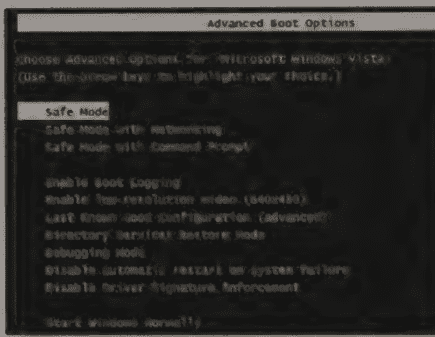 Advanced Boot Options
Choose Advanced Options for: Microsoft Windows Vista
(Use the arrow keys to highlight your choice.)
Safe Mode
Safe Mode with Networking
Safe Mode with Command Prompt
Enable Boot Logging
Enable low-resolution video (640x480)
Last Known Good Configuration (advanced)
Directory Services Restore Mode
Debugging Mode
Disable automatic restart on system failure
Disable Driver Signature Enforcement
Start Windows Normally